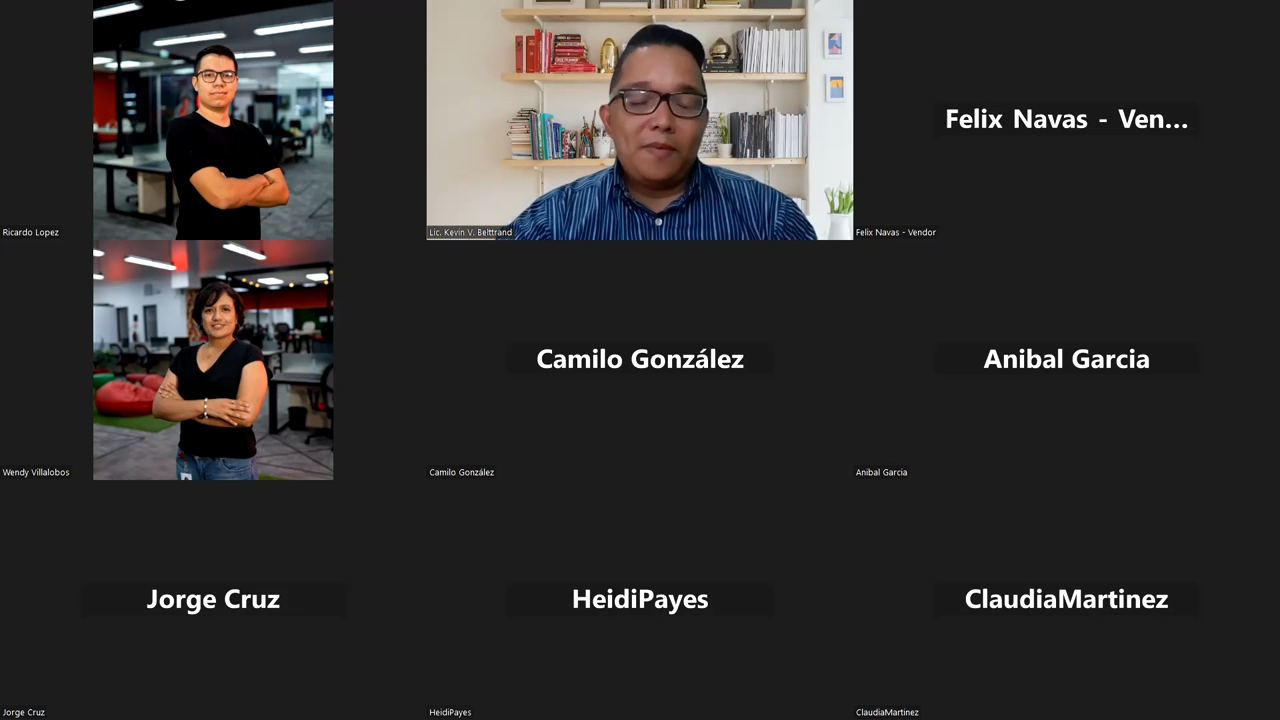 Ricardo Lopez
Lic. Kevin V. Belttrand
Felix Navas - Ven...
Felix Navas - Vendor
Wendy Villalobos
Camilo González
Camilo González
Anibal Garcia
Anibal Garcia
Jorge Cruz
Jorge Cruz
HeidiPayes
HeidiPayes
ClaudiaMartinez
ClaudiaMartinez